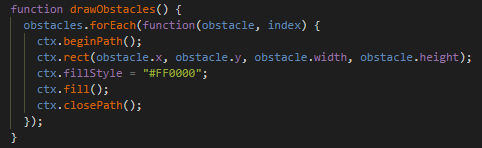 function drawObstacles() {
  obstacles.forEach(function(obstacle, index) {
    ctx.beginPath();
    ctx.rect(obstacle.x, obstacle.y, obstacle.width, obstacle.height);
    ctx.fillStyle = "#FF0000";
    ctx.fill();
    ctx.closePath();
  });
}